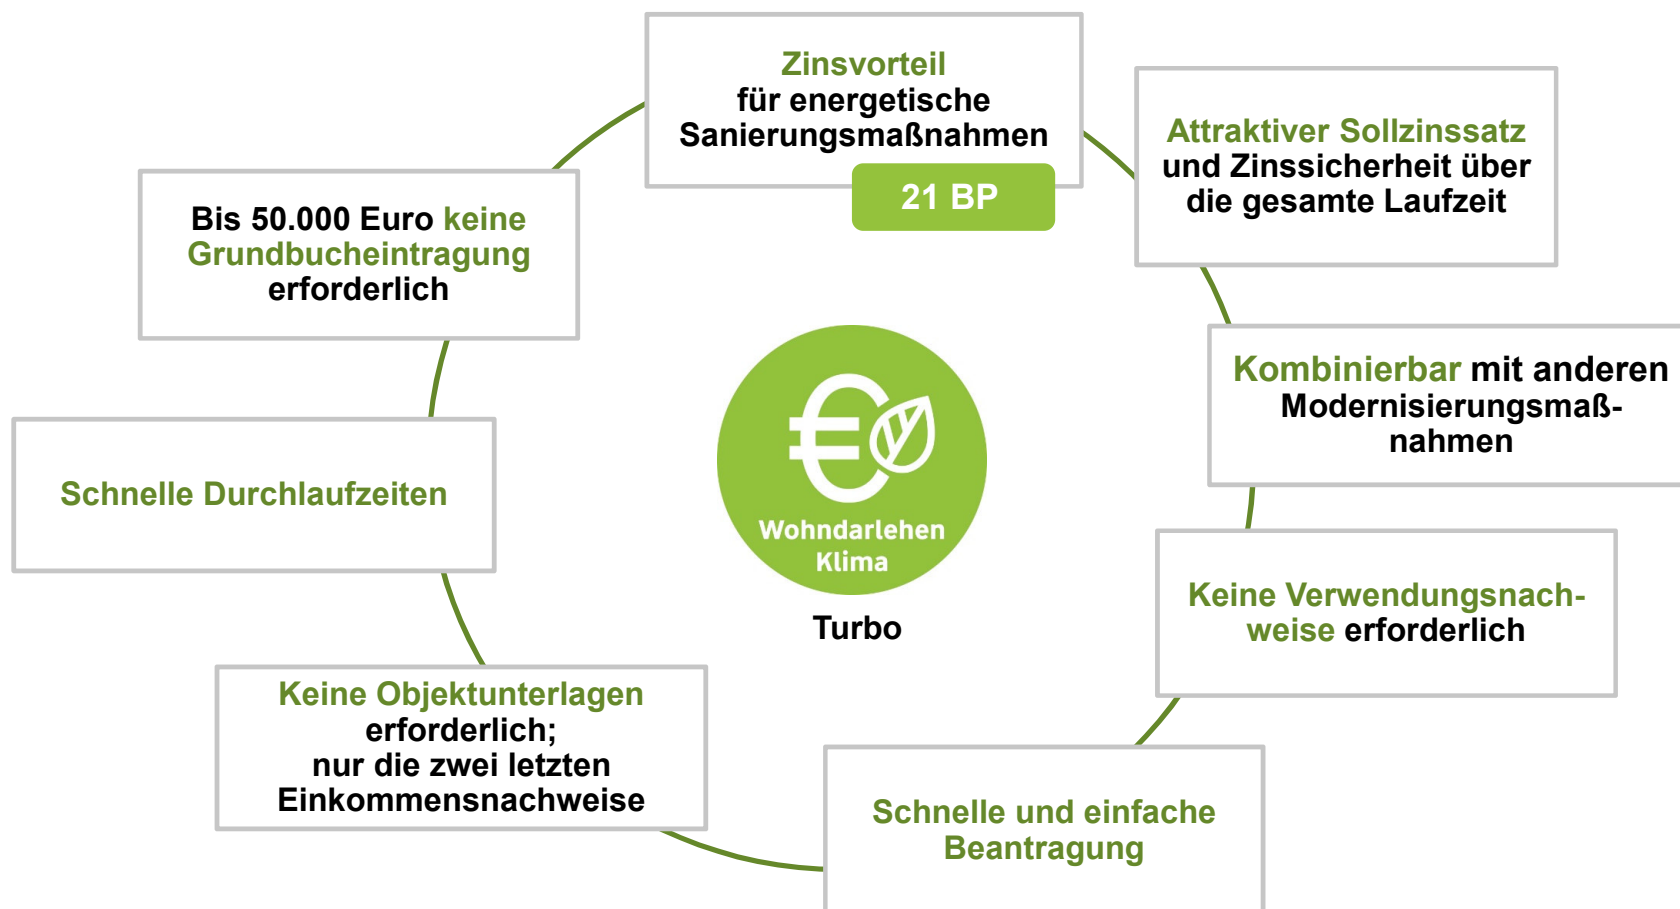 Zinsvorteil
für energetische
Sanierungsmaßnahmen
21 BP
Attraktiver Sollzinssatz
und Zinssicherheit über
die gesamte Laufzeit
Kombinierbar mit anderen
Modernisierungsmaß-
nahmen
Keine Verwendungsnach-
weise erforderlich
Schnelle und einfache
Beantragung
Keine Objektunterlagen
erforderlich;
nur die zwei letzten
Einkommensnachweise
Schnelle Durchlaufzeiten
Bis 50.000 Euro keine
Grundbucheintragung
erforderlich
€
Wohndarlehen
Klima
Turbo